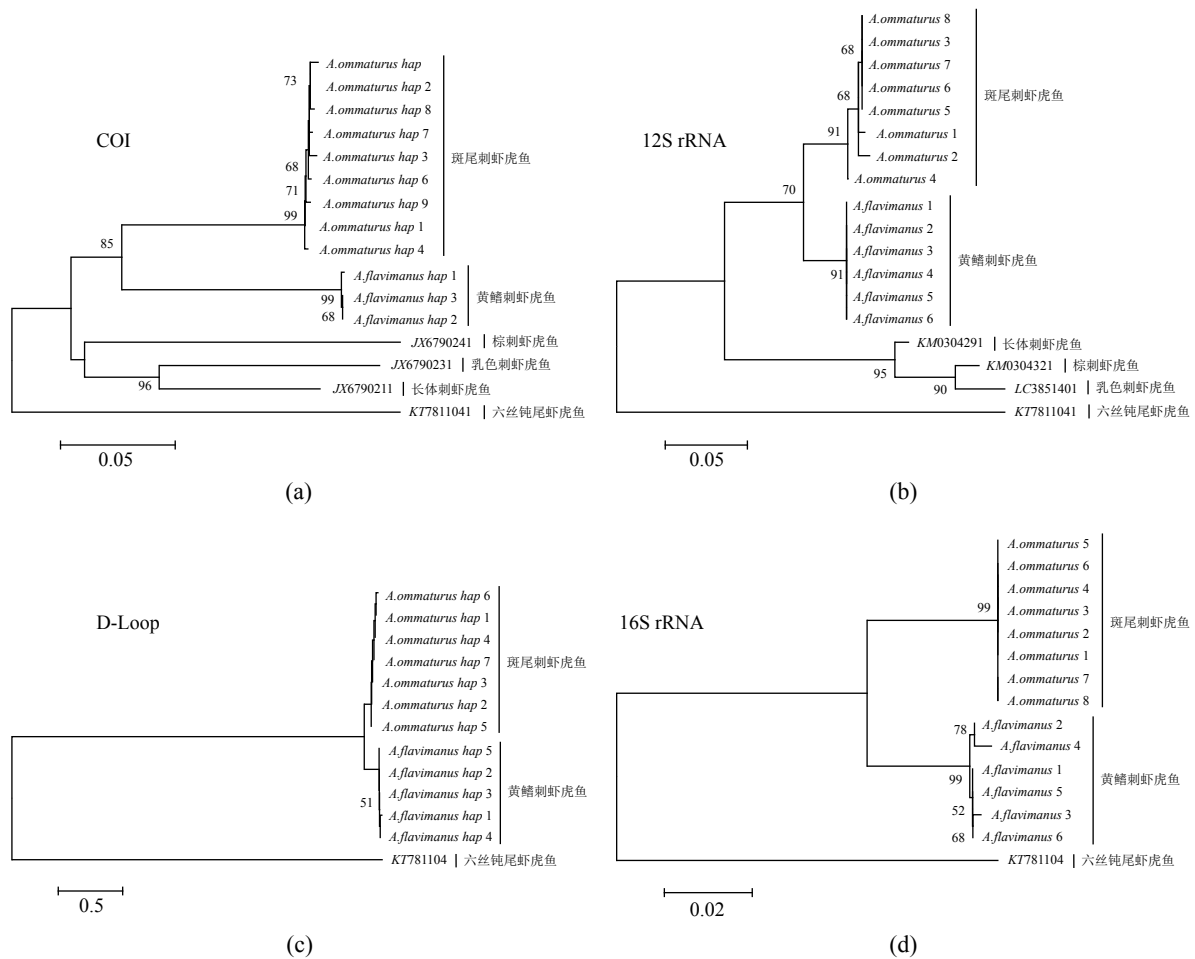 COI
73
A.ommaturus hap
A.ommaturus hap 2
A.ommaturus hap 8
A.ommaturus hap 7
A.ommaturus hap 3
68
A.ommaturus hap 6
71
A.ommaturus hap 9
99
A.ommaturus hap 1
A.ommaturus hap 4
斑尾刺虾虎鱼
85
A.flavimanus hap 1
99
A.flavimanus hap 3
68
A.flavimanus hap 2
黄鳍刺虾虎鱼
JX6790241 棕刺虾虎鱼
JX6790231 乳色刺虾虎鱼
96
JX6790211 长体刺虾虎鱼
KT7811041 六丝钝尾虾虎鱼
0.05
(a)
12S rRNA
A.ommaturus 8
68
A.ommaturus 3
A.ommaturus 7
68
A.ommaturus 6
A.ommaturus 5
91
A.ommaturus 1
A.ommaturus 2
A.ommaturus 4
斑尾刺虾虎鱼
70
A.flavimanus 1
A.flavimanus 2
A.flavimanus 3
91
A.flavimanus 4
A.flavimanus 5
A.flavimanus 6
黄鳍刺虾虎鱼
KM0304291 长体刺虾虎鱼
95
KM0304321 棕刺虾虎鱼
90
LC3851401 乳色刺虾虎鱼
KT7811041 六丝钝尾虾虎鱼
0.05
(b)
D-Loop
A.ommaturus hap 6
A.ommaturus hap 1
A.ommaturus hap 4
A.ommaturus hap 7
A.ommaturus hap 3
A.ommaturus hap 2
A.ommaturus hap 5
斑尾刺虾虎鱼
A.flavimanus hap 5
A.flavimanus hap 2
A.flavimanus hap 3
51
A.flavimanus hap 1
A.flavimanus hap 4
黄鳍刺虾虎鱼
KT781104 六丝钝尾虾虎鱼
0.5
(c)
16S rRNA
A.ommaturus 5
A.ommaturus 6
A.ommaturus 4
99
A.ommaturus 3
A.ommaturus 2
A.ommaturus 1
A.ommaturus 7
A.ommaturus 8
斑尾刺虾虎鱼
78
A.flavimanus 2
A.flavimanus 4
99
A.flavimanus 1
A.flavimanus 5
52
A.flavimanus 3
68
A.flavimanus 6
黄鳍刺虾虎鱼
KT781104 六丝钝尾虾虎鱼
0.02
(d)